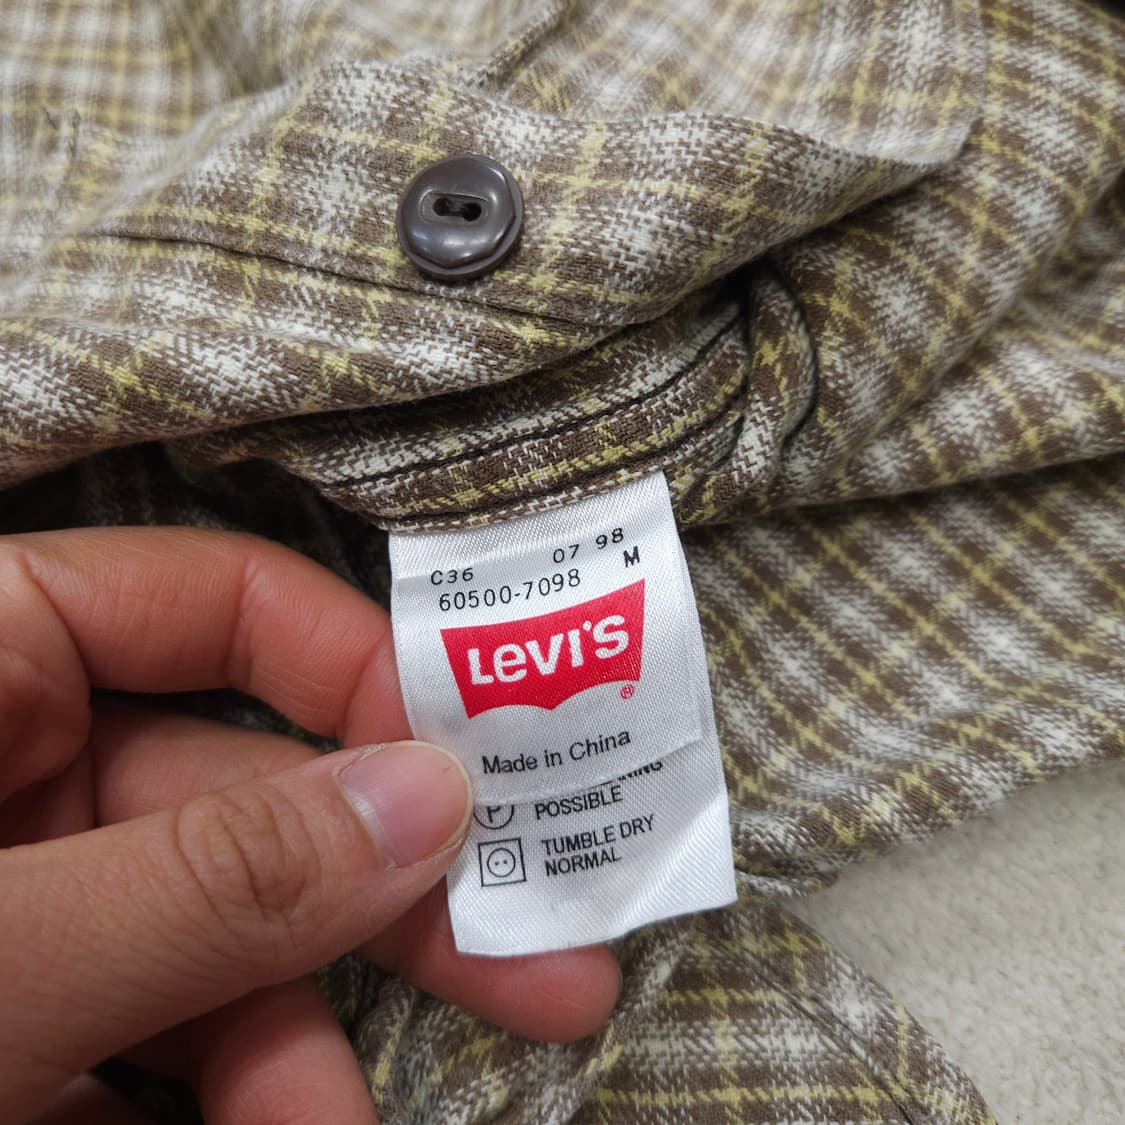 C36 07 98
60500-7098 M
LEVI'S
®
Made in China
P POSSIBLE
TUMBLE DRY
NORMAL